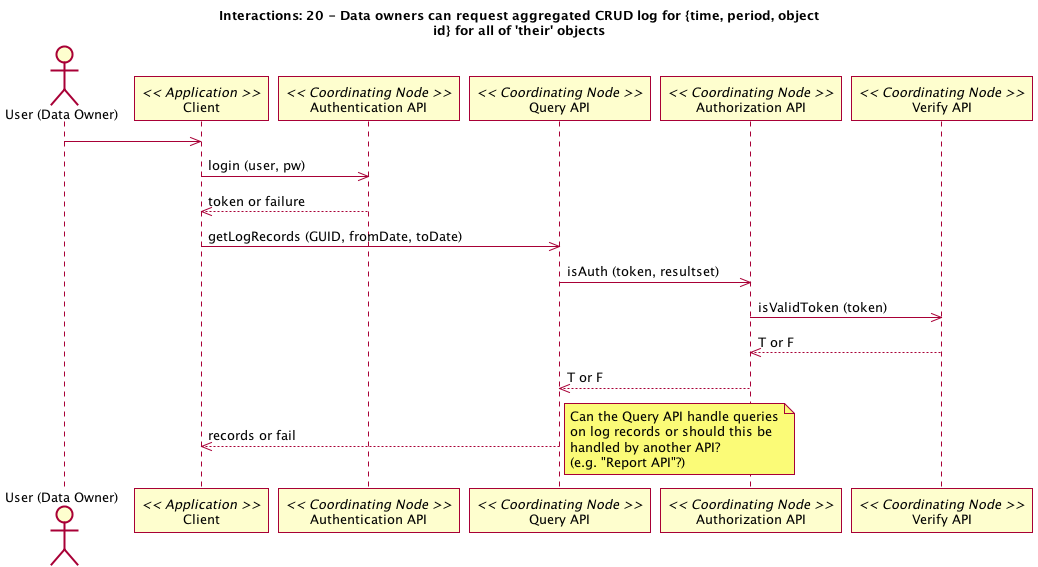 Interactions: 20 - Data owners can request aggregated CRUD log for {time, period, object
id} for all of 'their' objects
User (Data Owner)
<< Application >>
Client
<< Coordinating Node >>
Authentication API
<< Coordinating Node >>
Query API
<< Coordinating Node >>
Authorization API
<< Coordinating Node >>
Verify API
login (user, pw)
token or failure
getLogRecords (GUID, fromDate, toDate)
isAuth (token, resultset)
isValidToken (token)
T or F
T or F
Can the Query API handle queries
on log records or should this be
handled by another API?
(e.g. "Report API"?)
records or fail
User (Data Owner)
<< Application >>
Client
<< Coordinating Node >>
Authentication API
<< Coordinating Node >>
Query API
<< Coordinating Node >>
Authorization API
<< Coordinating Node >>
Verify API